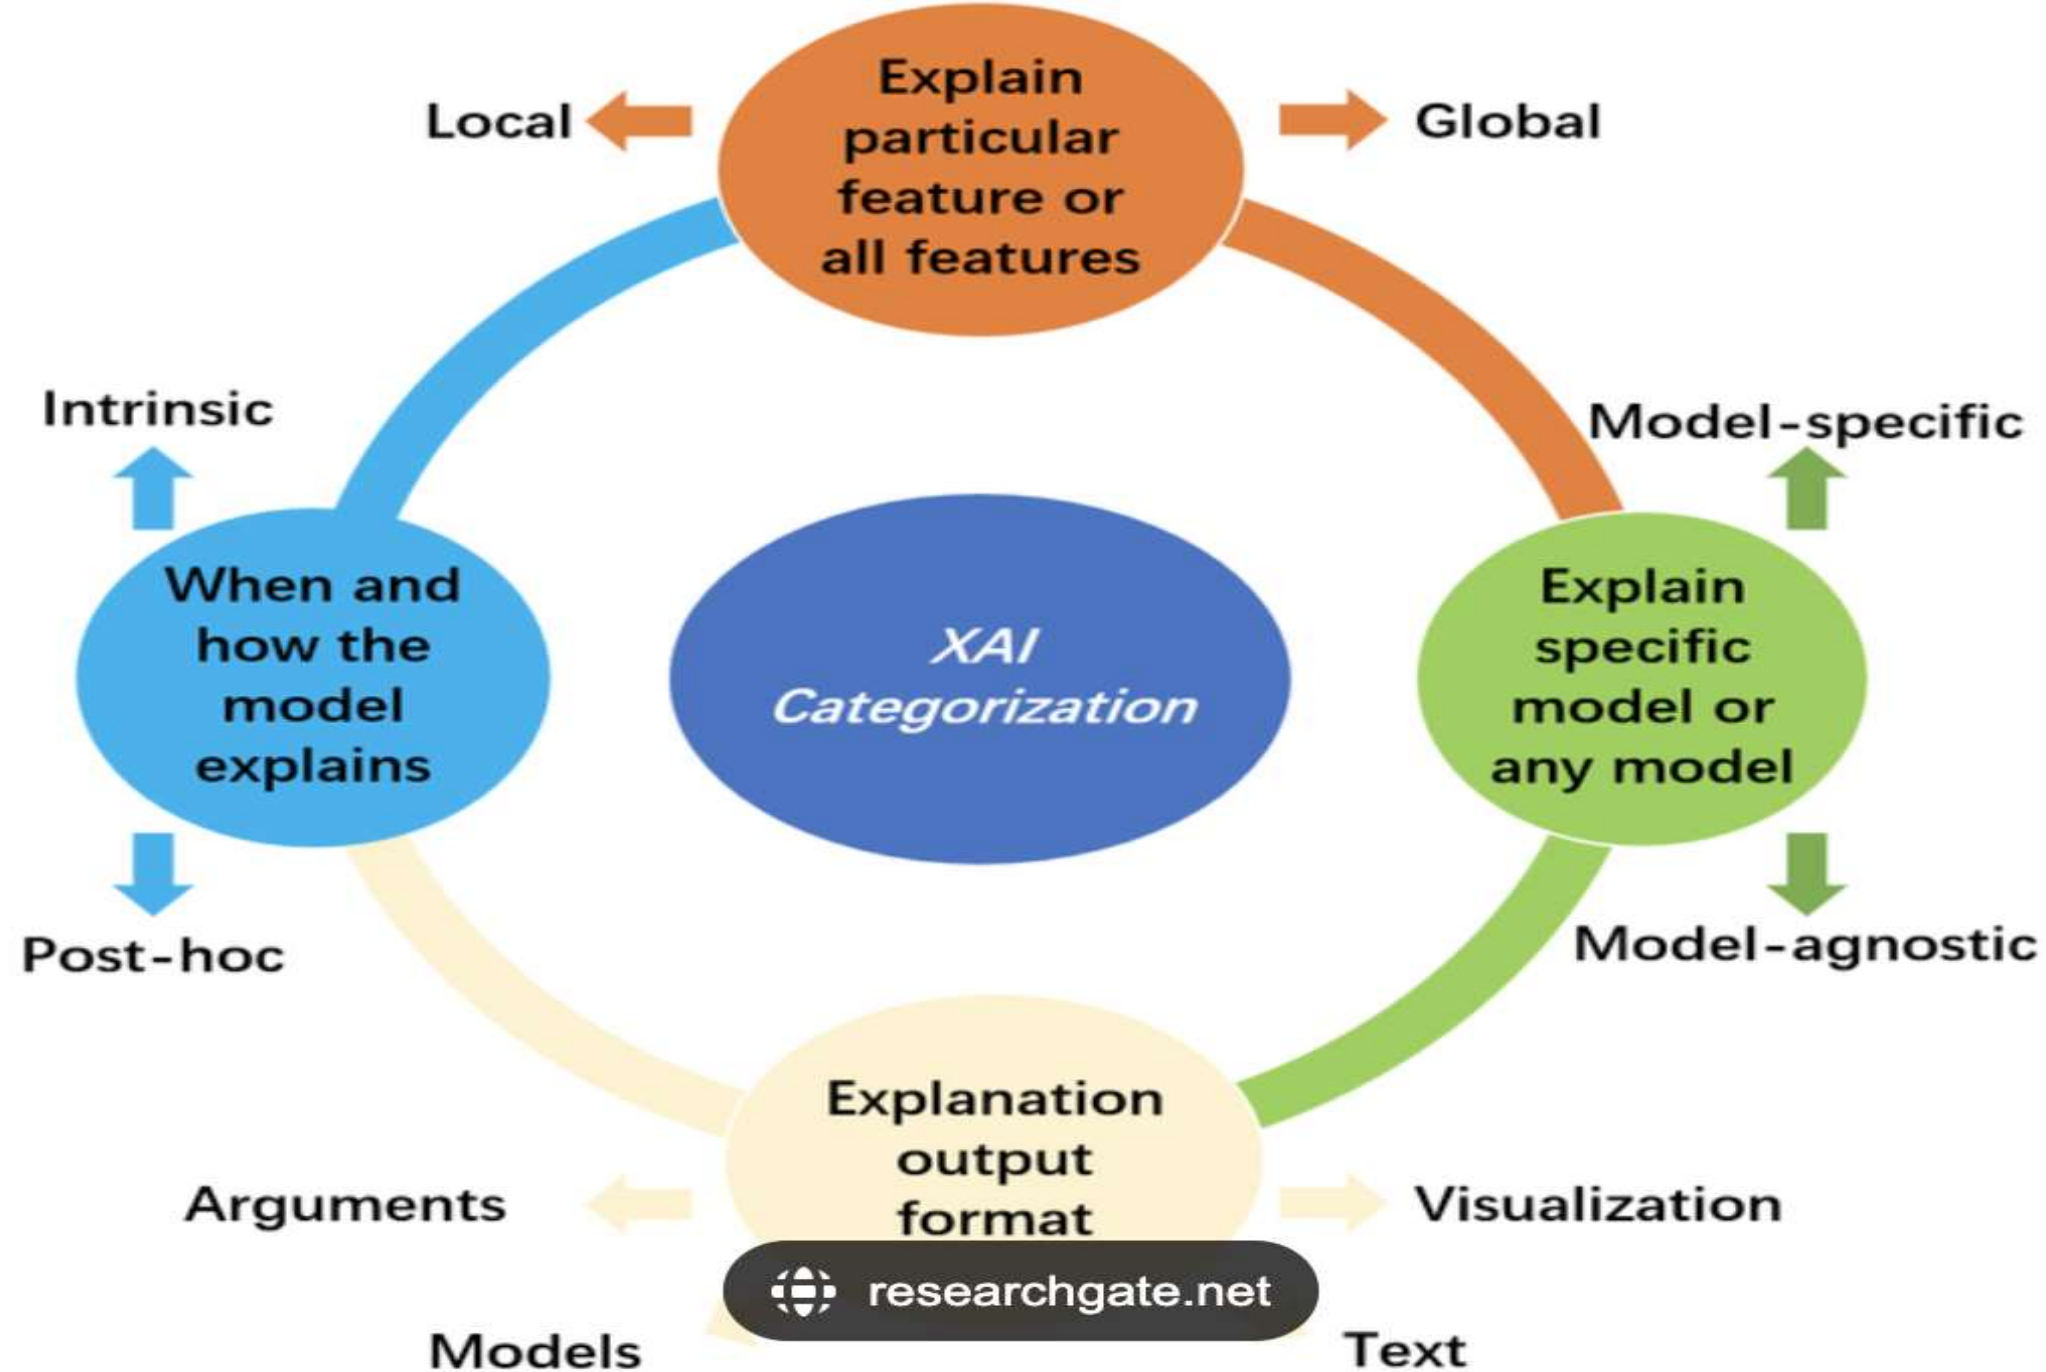 Explain
particular
feature or
all features
Local
Global
Intrinsic
When and
how the
model
explains
Post-hoc
XAI
Categorization
Model-specific
Explain
specific
model or
any model
Model-agnostic
Explanation
output
format
Arguments
Visualization
Models
Text
researchgate.net